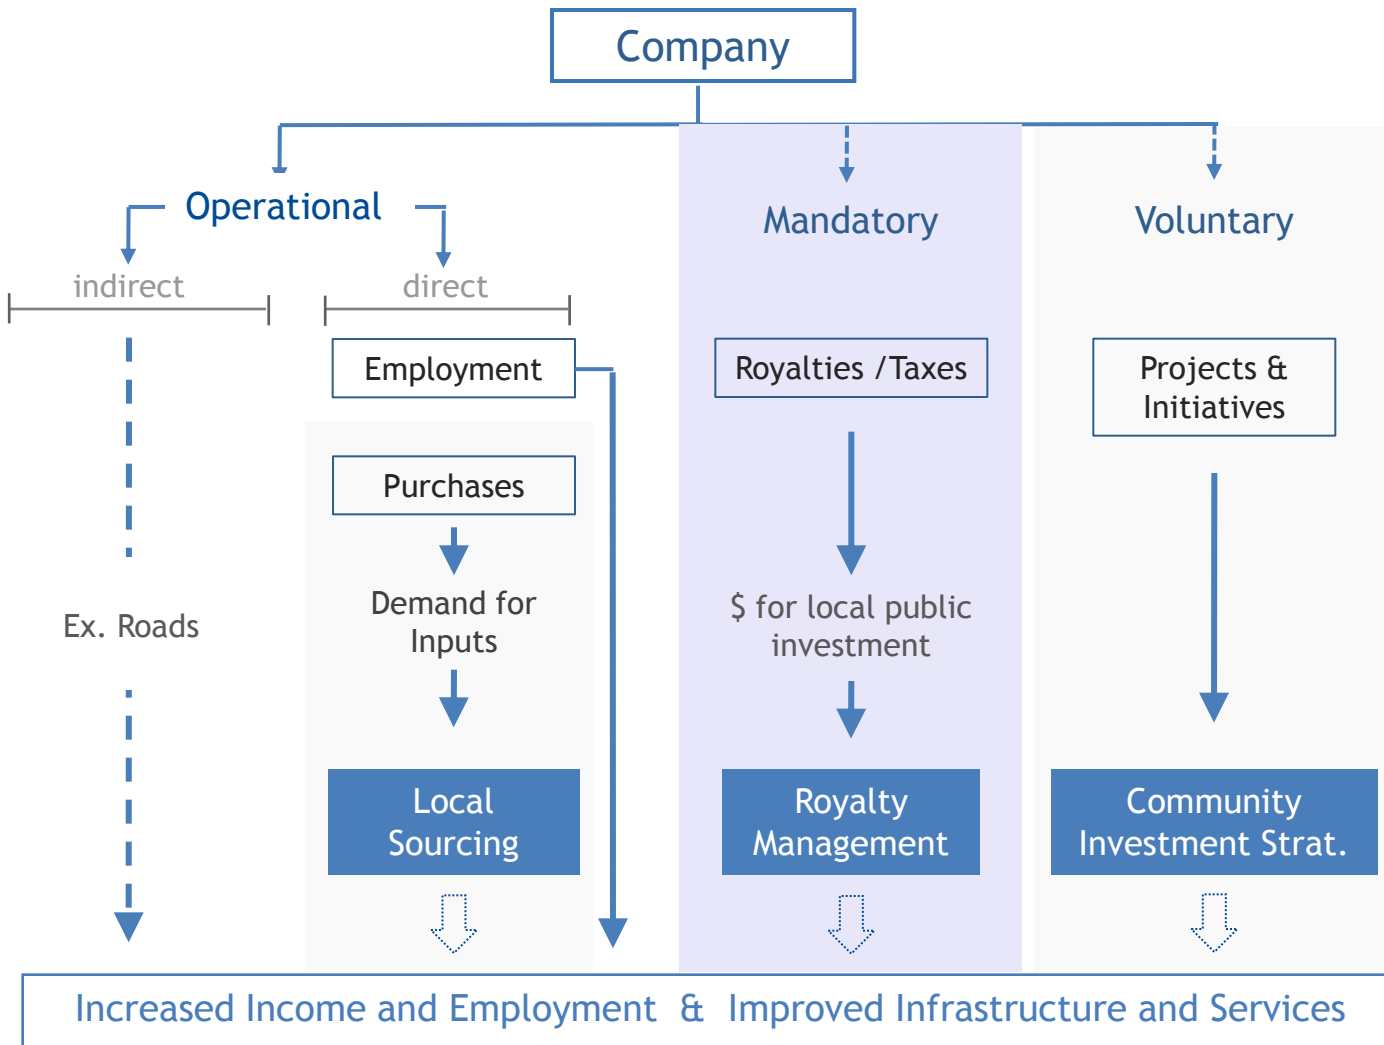 Company
Operational
Mandatory
Voluntary
indirect
direct
Employment
Royalties /Taxes
Projects &
Initiatives
Purchases
Ex. Roads
Demand for
Inputs
$ for local public
investment
Local
Sourcing
Royalty
Management
Community
Investment Strat.
Increased Income and Employment & Improved Infrastructure and Services